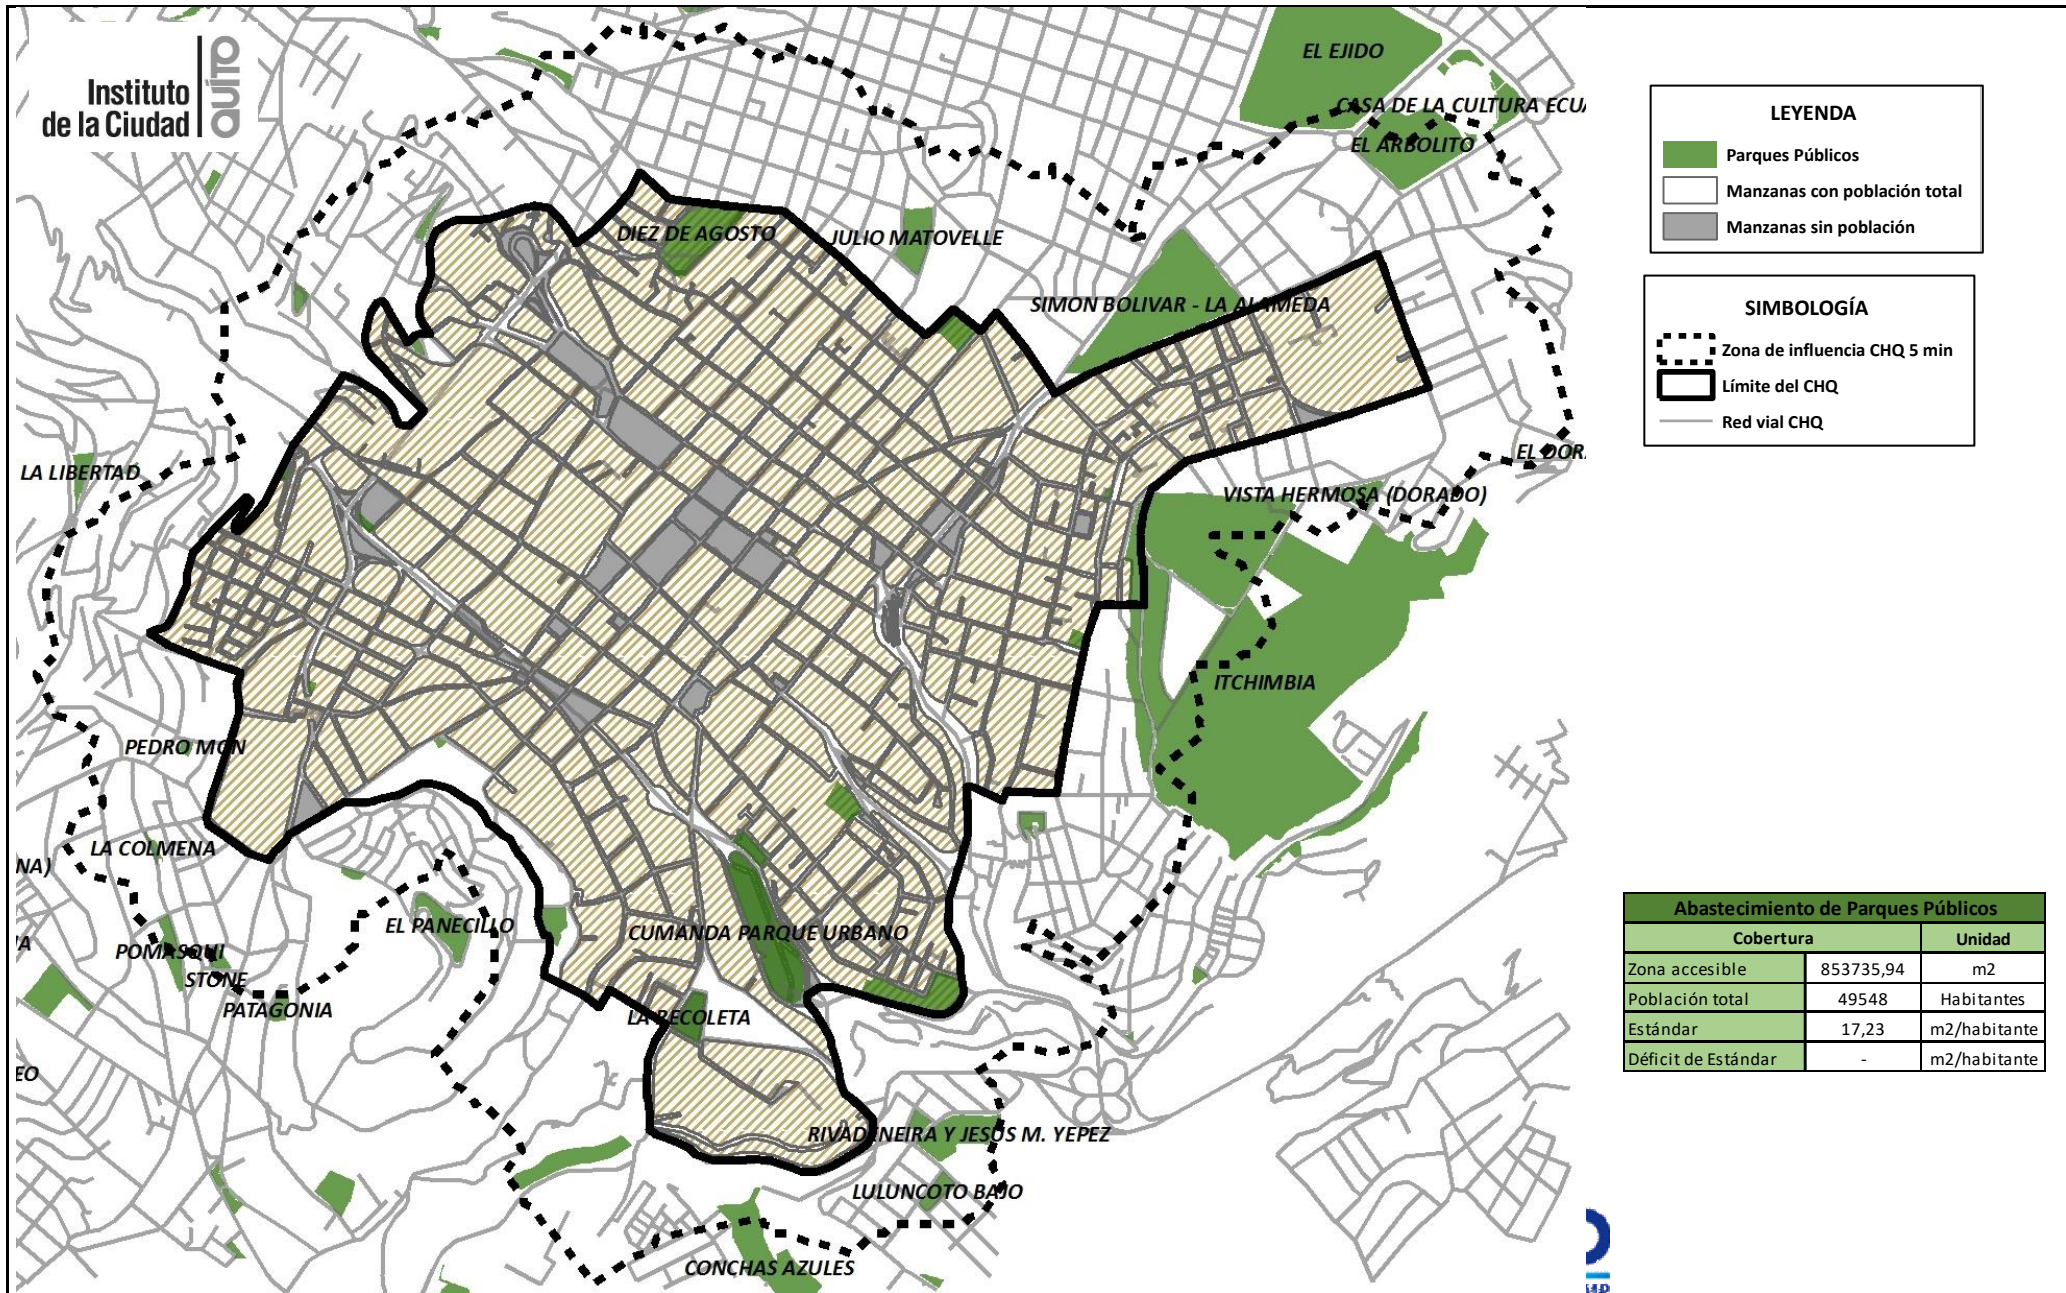 Instituto
de la Ciudad
QUITO
EL EJIDO
CASA DE LA CULTURA ECU
EL ARBOLITO
DIEZ DE AGOSTO
JULIO MATOVELLE
SIMON BOLIVAR - LA ALAMEDA
LA LIBERTAD
EL DOR
VISTA HERMOSA (DORADO)
ITCHIMBIA
PEDRO MON
LA COLMENA
NA)
EL PANECILLO
CUMANDA PARQUE URBANO
POMASQUI
STONE
PATAGONIA
LA RECOLETA
EO
RIVADENEIRA Y JESÚS M. YEPEZ
LULUNCOTO BAJO
CONCHAS AZULES
LEYENDA
Parques Públicos
Manzanas con población total
Manzanas sin población
SIMBOLOGÍA
Zona de influencia CHQ 5 min
Límite del CHQ
Red vial CHQ
Abastecimiento de Parques Públicos
Cobertura Unidad
Zona accesible 853735,94 m2
Población total 49548 Habitantes
Estándar 17,23 m2/habitante
Déficit de Estándar - m2/habitante